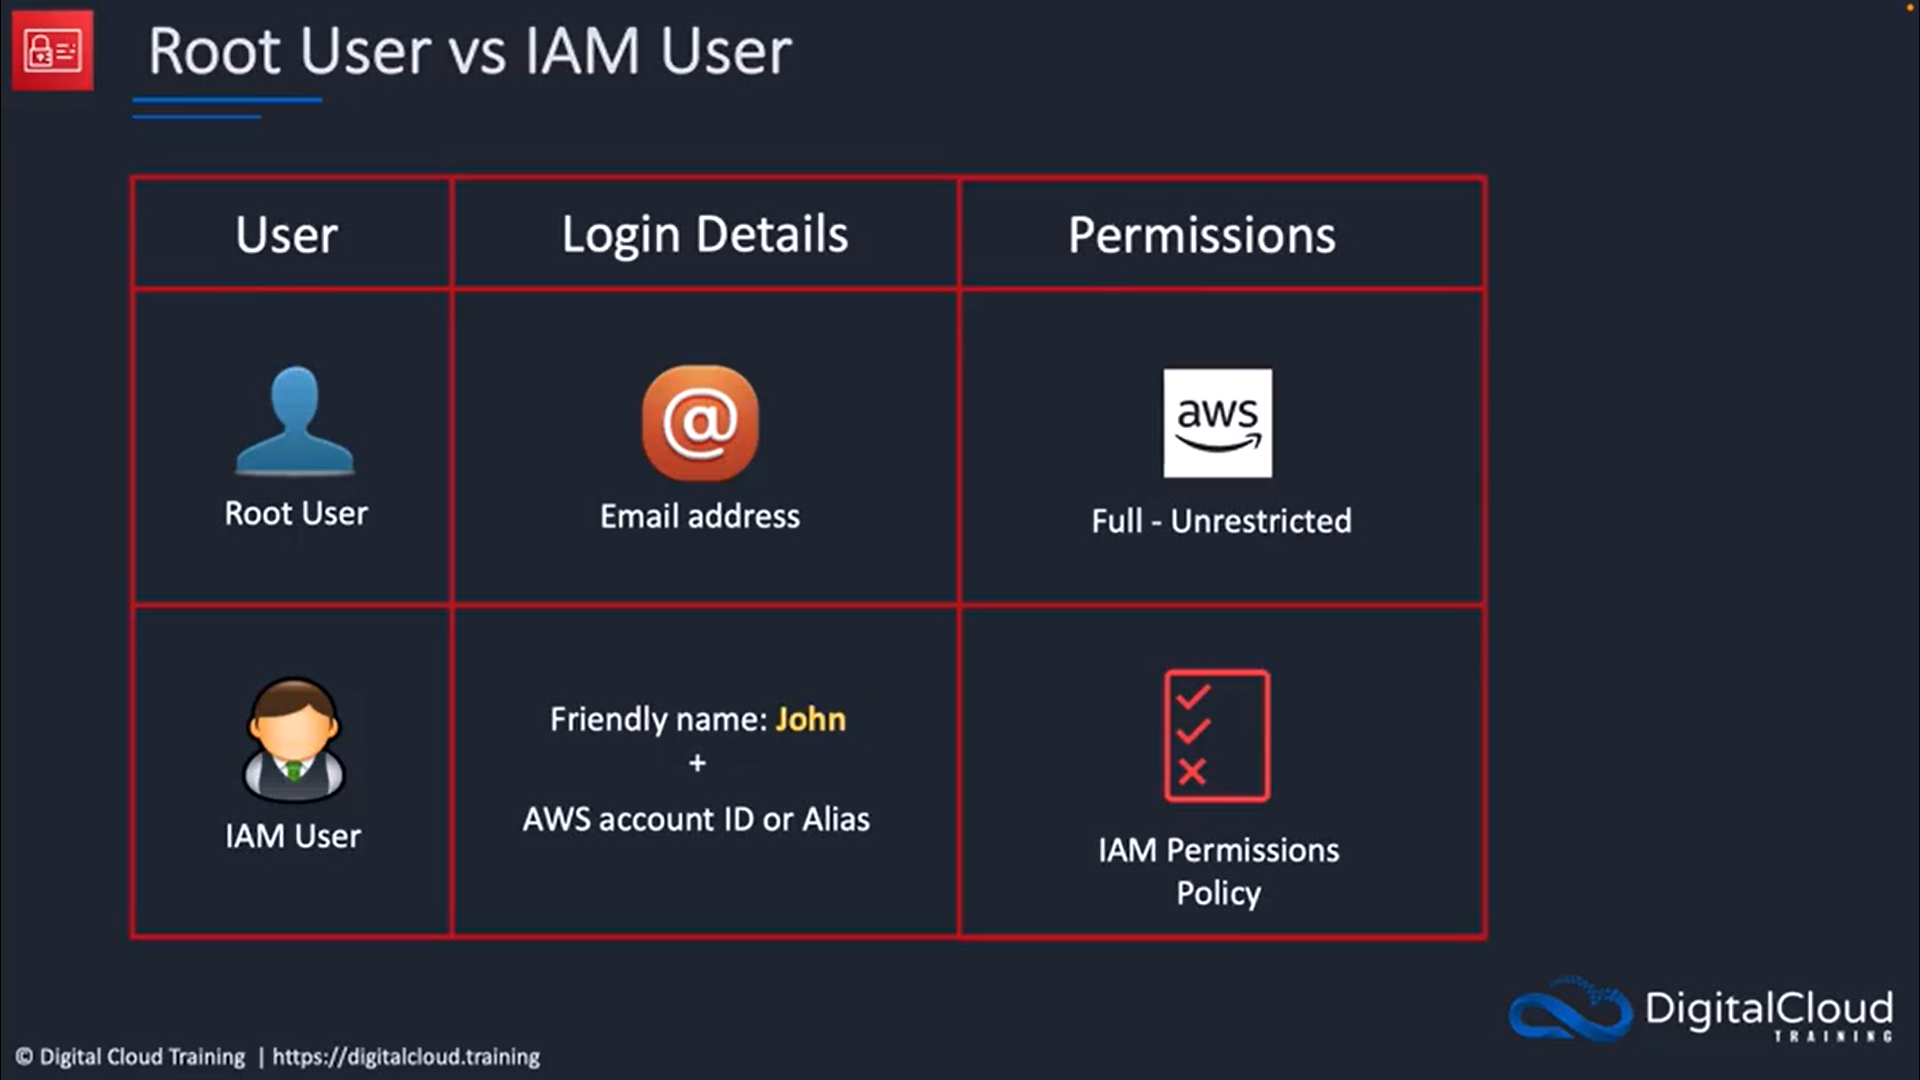 Root User vs IAM User
User
Login Details
Permissions
Root User
@
Email address
aws
Full - Unrestricted
IAM User
Friendly name: John
+
AWS account ID or Alias
IAM Permissions
Policy
DigitalCloud
TRAINING
© Digital Cloud Training | https://digitalcloud.training